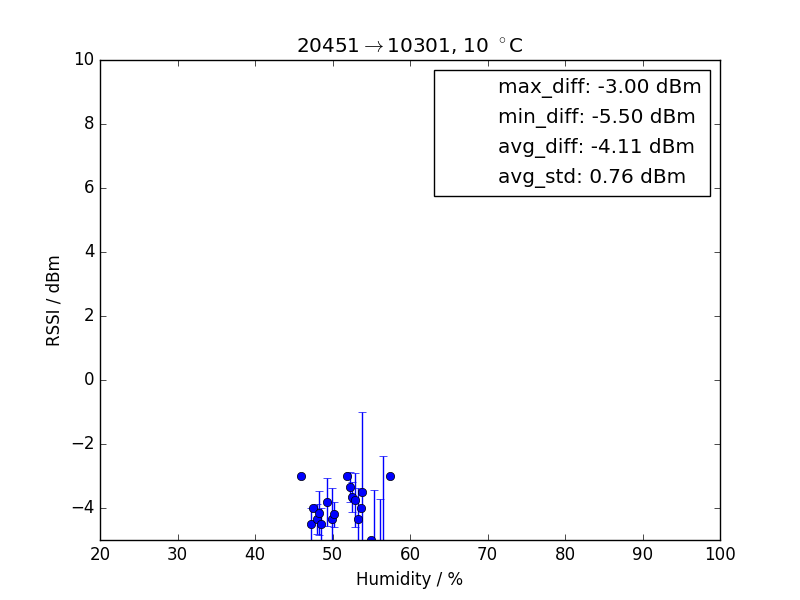 20451→10301, 10 °C
max_diff: -3.00 dBm
min_diff: -5.50 dBm
avg_diff: -4.11 dBm
avg_std: 0.76 dBm
10
8
6
4
2
0
−2
−4
RSSI / dBm
20 30 40 50 60 70 80 90 100
Humidity / %